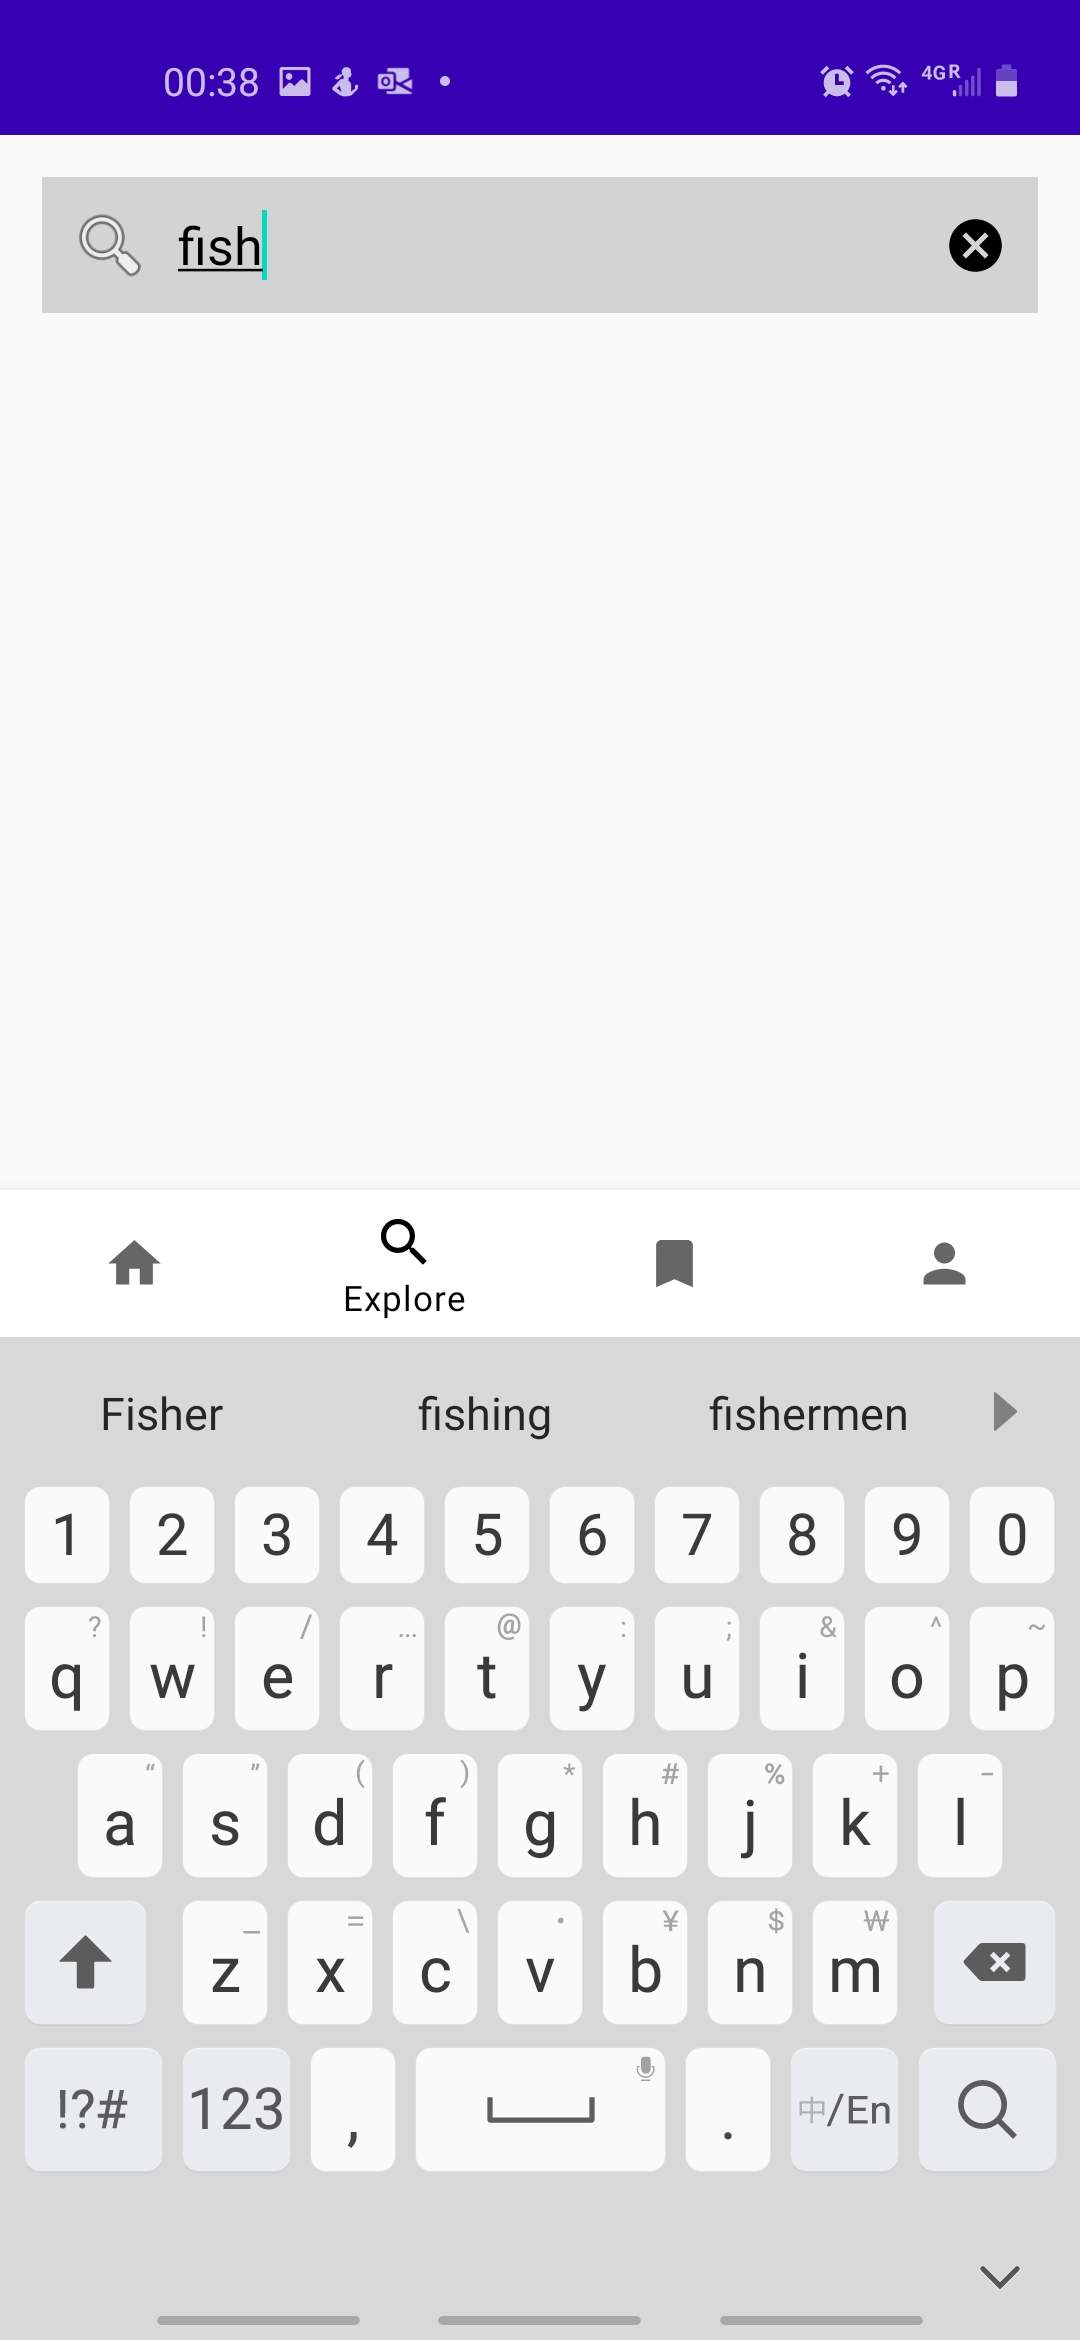 00:38 4GR
fish
Explore
Fisher fishing fishermen
1 2 3 4 5 6 7 8 9 0
? ! / ... @ : ; & ^ ~
q w e r t y u i o p
“ ” ( ) * # % + -
a s d f g h j k l
_ = \ · ¥ $ ₩
z x c v b n m
!?# 123 , . 中/En